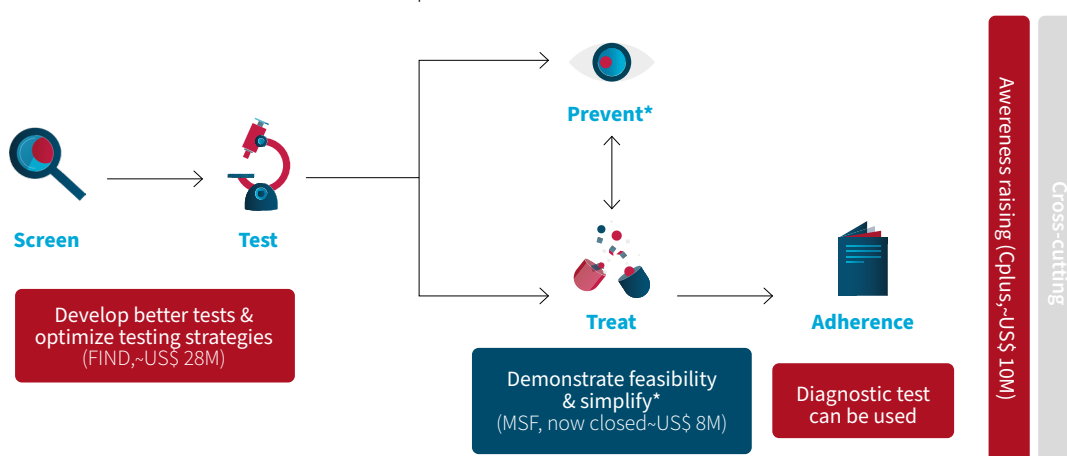 Prevent*
Screen
Test
Develop better tests &
optimize testing strategies
(FIND,~US$ 28M)
Treat
Adherence
Demonstrate feasibility
& simplify*
(MSF, now closed~US$ 8M)
Diagnostic test
can be used
Awereness raising (Cplus,~US$ 10M)
Cross-cutting